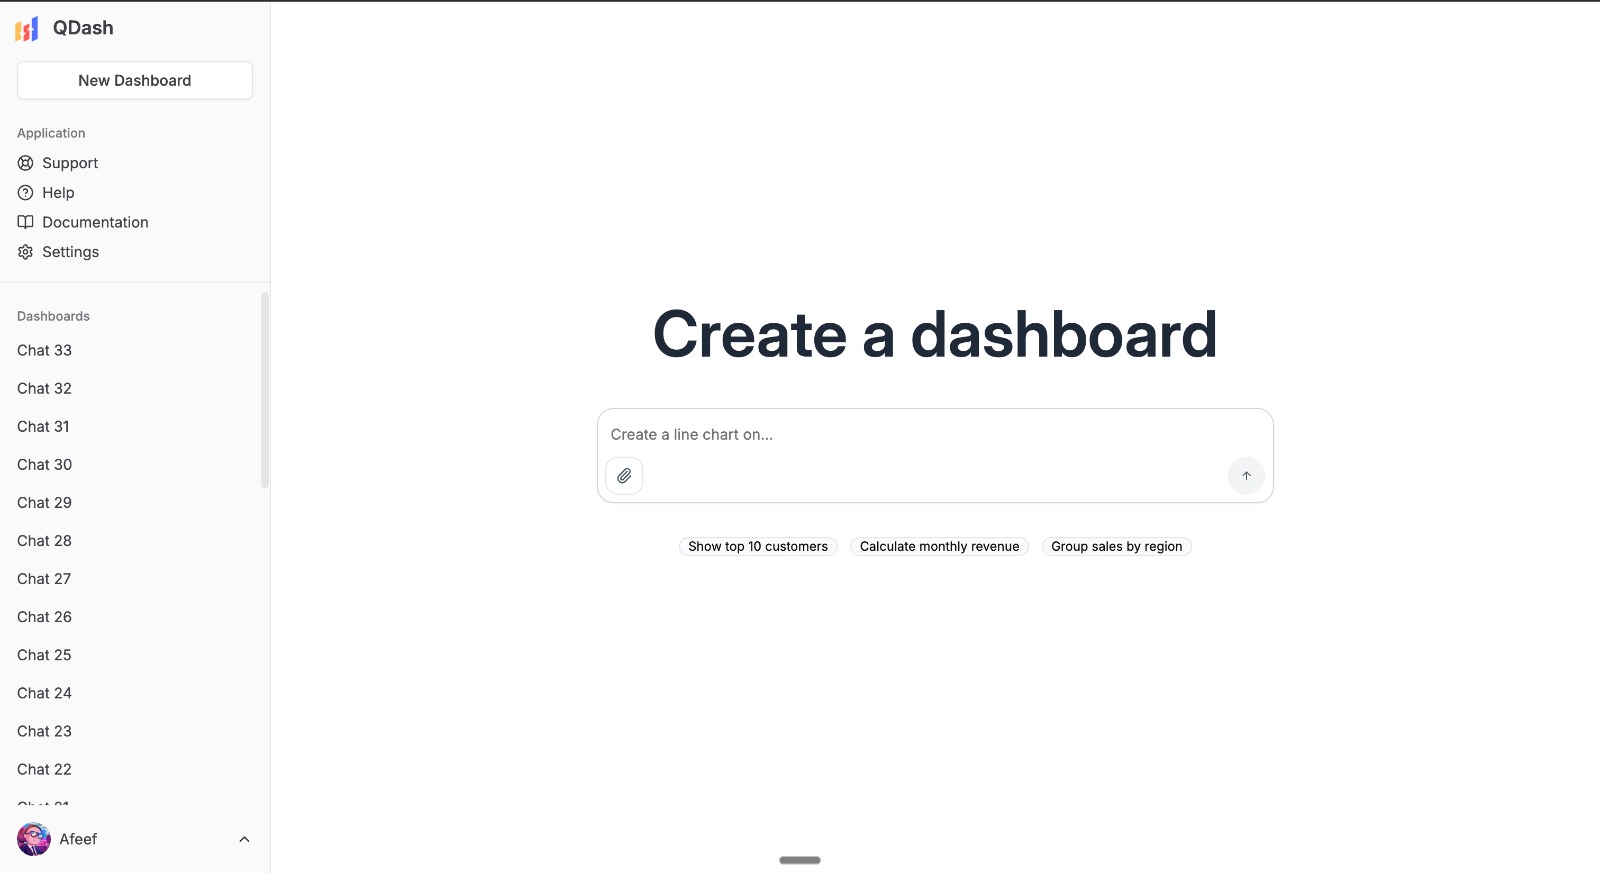 QDash
New Dashboard
Application
Support
Help
Documentation
Settings
Dashboards
Chat 33
Chat 32
Chat 31
Chat 30
Chat 29
Chat 28
Chat 27
Chat 26
Chat 25
Chat 24
Chat 23
Chat 22
Chat 21
Afeef
Create a dashboard
Create a line chart on...
Show top 10 customers
Calculate monthly revenue
Group sales by region